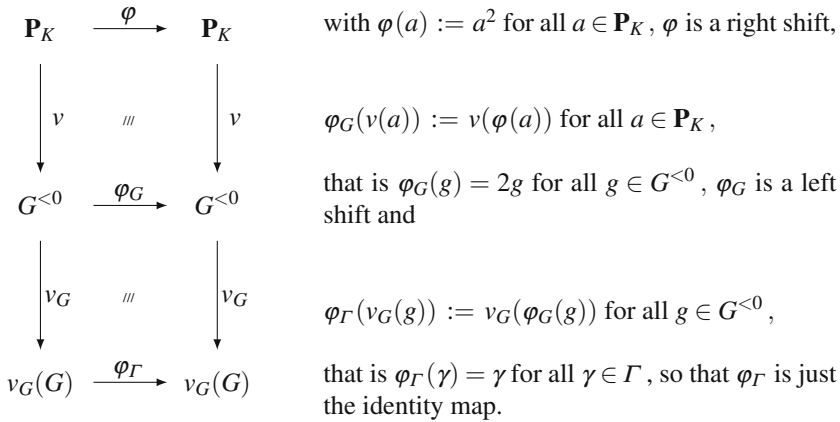 P_K φ P_K with φ(a) := a² for all a ∈ P_K, φ is a right shift,
v /// v φ_G(v(a)) := v(φ(a)) for all a ∈ P_K,
G^{<0} φ_G G^{<0} that is φ_G(g) = 2g for all g ∈ G^{<0}, φ_G is a left
shift and
v_G /// v_G φ_Γ(v_G(g)) := v_G(φ_G(g)) for all g ∈ G^{<0},
v_G(G) φ_Γ v_G(G) that is φ_Γ(γ) = γ for all γ ∈ Γ, so that φ_Γ is just
the identity map.